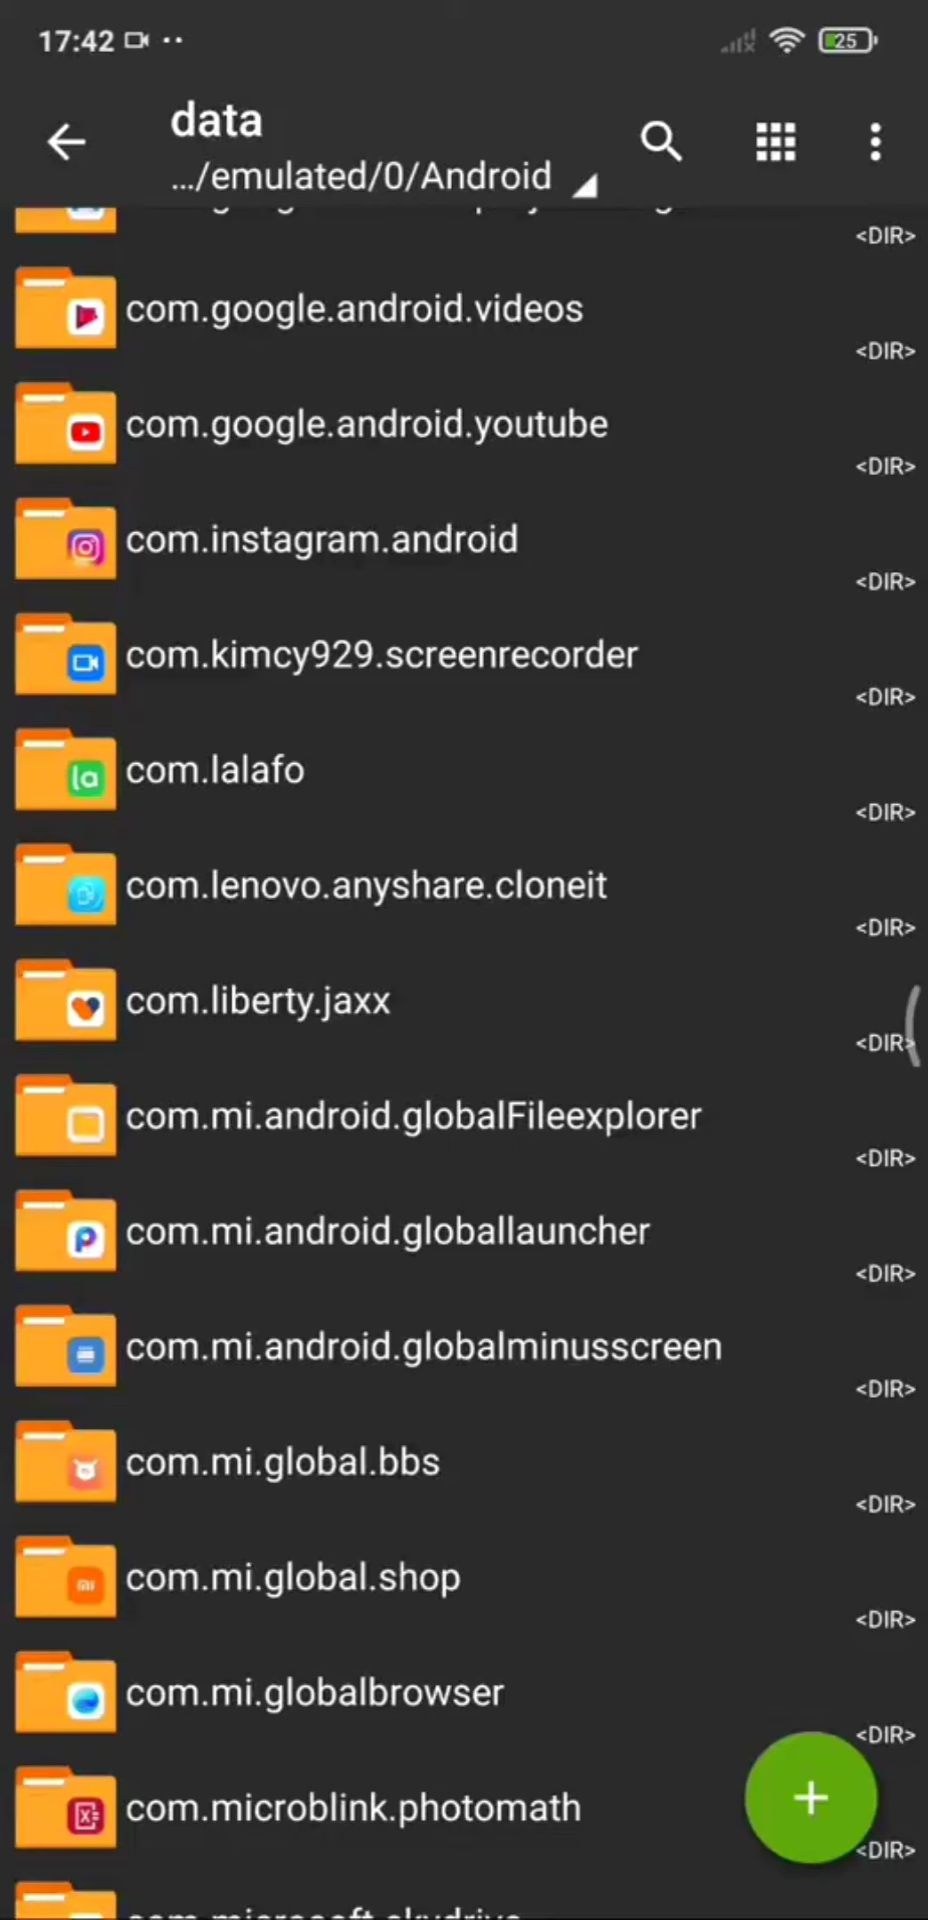 17:42
25
data
.../emulated/0/Android
<DIR>
com.google.android.videos
<DIR>
com.google.android.youtube
<DIR>
com.instagram.android
<DIR>
com.kimcy929.screenrecorder
<DIR>
com.lalafo
<DIR>
com.lenovo.anyshare.cloneit
<DIR>
com.liberty.jaxx
<DIR>
com.mi.android.globalFileexplorer
<DIR>
com.mi.android.globallauncher
<DIR>
com.mi.android.globalminusscreen
<DIR>
com.mi.global.bbs
<DIR>
com.mi.global.shop
<DIR>
com.mi.globalbrowser
<DIR>
com.microblink.photomath
<DIR>
com.microsoft.skydrive